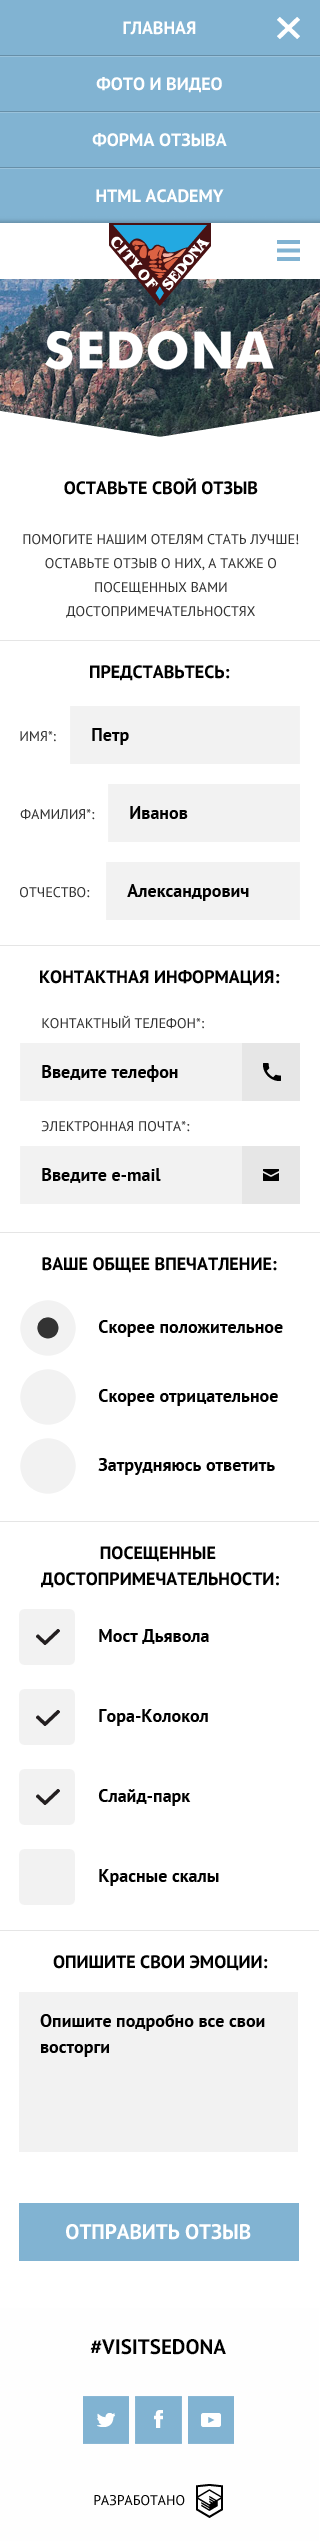 ГЛАВНАЯ
ФОТО И ВИДЕО
ФОРМА ОТЗЫВА
HTML ACADEMY
CITY OF SEDONA
SEDONA
ОСТАВЬТЕ СВОЙ ОТЗЫВ
ПОМОГИТЕ НАШИМ ОТЕЛЯМ СТАТЬ ЛУЧШЕ!
ОСТАВЬТЕ ОТЗЫВ О НИХ, А ТАКЖЕ О
ПОСЕЩЕННЫХ ВАМИ
ДОСТОПРИМЕЧАТЕЛЬНОСТЯХ
ПРЕДСТАВЬТЕСЬ:
ИМЯ*: Петр
ФАМИЛИЯ*: Иванов
ОТЧЕСТВО: Александрович
КОНТАКТНАЯ ИНФОРМАЦИЯ:
КОНТАКТНЫЙ ТЕЛЕФОН*:
Введите телефон
ЭЛЕКТРОННАЯ ПОЧТА*:
Введите e-mail
ВАШЕ ОБЩЕЕ ВПЕЧАТЛЕНИЕ:
Скорее положительное
Скорее отрицательное
Затрудняюсь ответить
ПОСЕЩЕННЫЕ
ДОСТОПРИМЕЧАТЕЛЬНОСТИ:
Мост Дьявола
Гора-Колокол
Слайд-парк
Красные скалы
ОПИШИТЕ СВОИ ЭМОЦИИ:
Опишите подробно все свои
восторги
ОТПРАВИТЬ ОТЗЫВ
#VISITSEDONA
РАЗРАБОТАНО